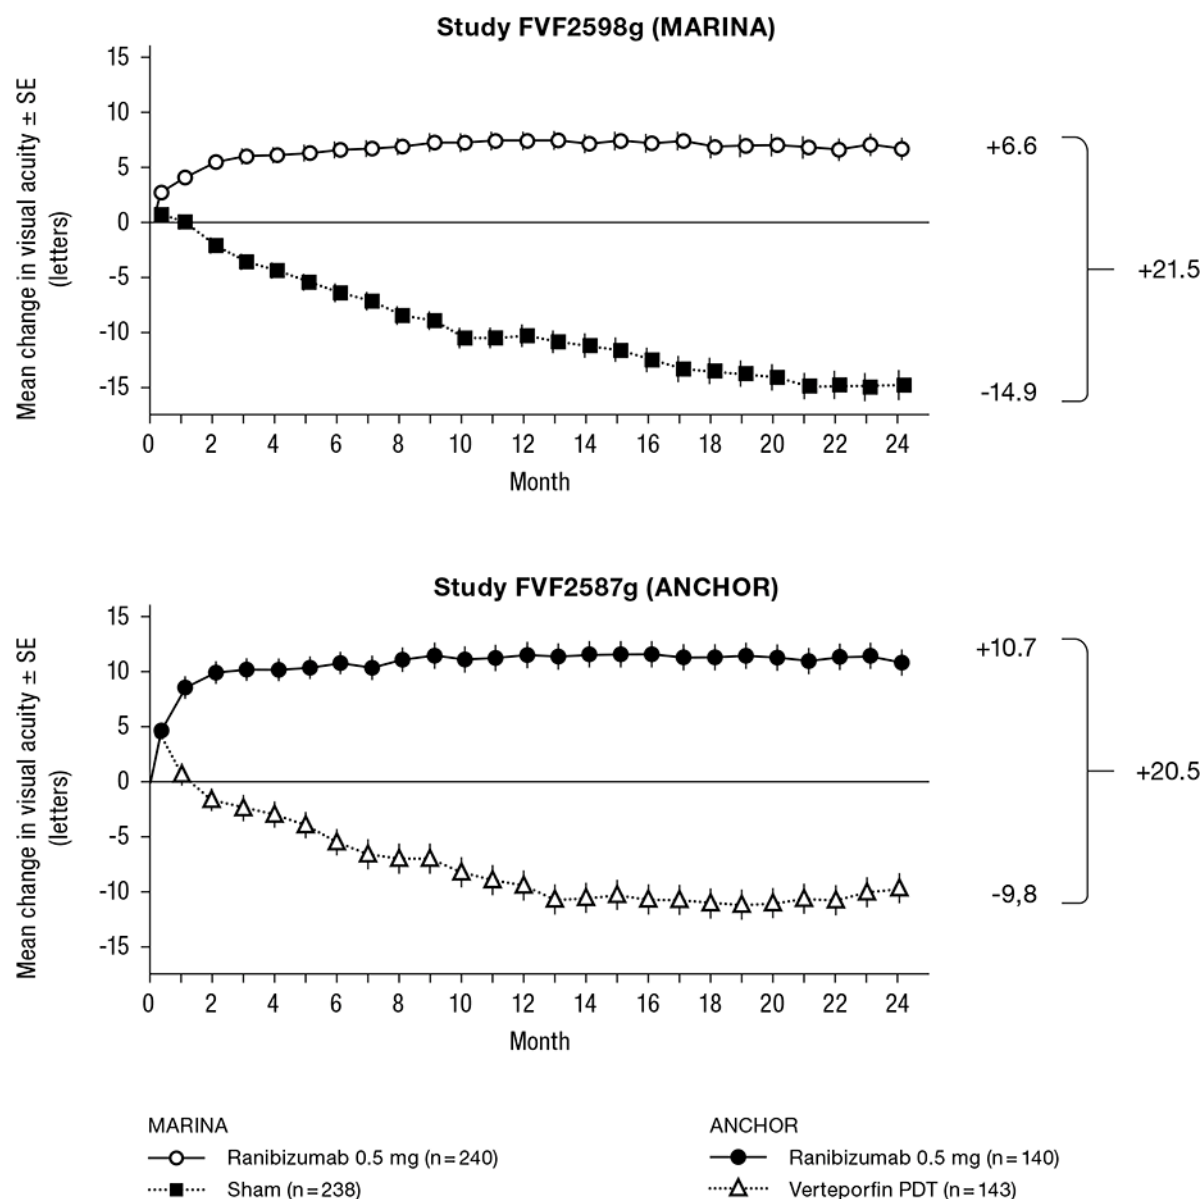 Study FVF2598g (MARINA)
Mean change in visual acuity ± SE
(letters)
15
10
5
0
-5
-10
-15
0 2 4 6 8 10 12 14 16 18 20 22 24
Month
+6.6
+21.5
-14.9
Study FVF2587g (ANCHOR)
Mean change in visual acuity ± SE
(letters)
15
10
5
0
-5
-10
-15
0 2 4 6 8 10 12 14 16 18 20 22 24
Month
+10.7
+20.5
-9,8
MARINA
Ranibizumab 0.5 mg (n=240)
Sham (n=238)
ANCHOR
Ranibizumab 0.5 mg (n=140)
Verteporfin PDT (n=143)